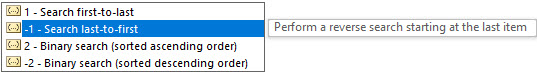 1 - Search first-to-last
-1 - Search last-to-first
Perform a reverse search starting at the last item
2 - Binary search (sorted ascending order)
-2 - Binary search (sorted descending order)